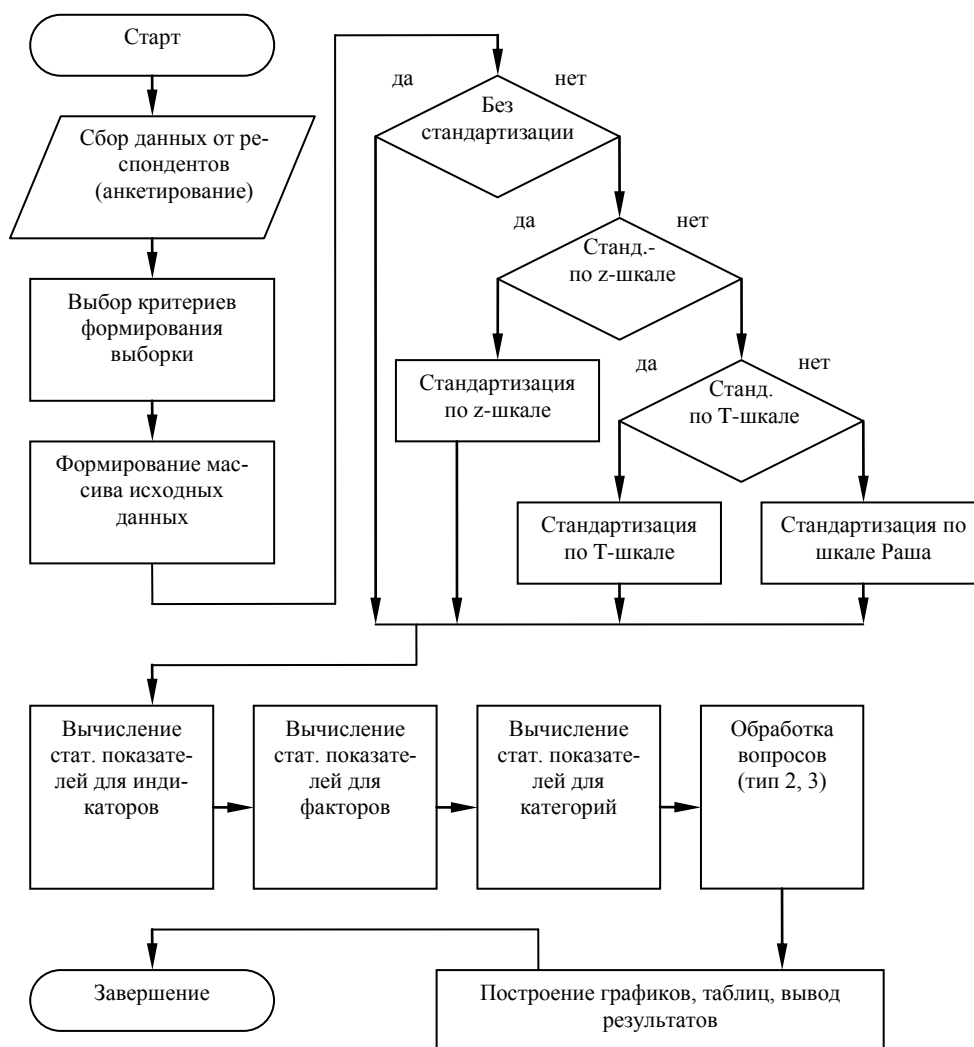 Старт
Сбор данных от ре-
спондентов
(анкетирование)
Выбор критериев
формирования
выборки
Формирование мас-
сива исходных
данных
да
нет
Без
стандартизации
да
нет
Станд.-
по z-шкале
Стандартизация
по z-шкале
да
нет
Станд.
по Т-шкале
Стандартизация
по Т-шкале
Стандартизация по
шкале Раша
Вычисление
стат. показате-
лей для инди-
каторов
Вычисление
стат. показателей
для
факторов
Вычисление
стат. показате-
лей для
категорий
Обработка
вопросов
(тип 2, 3)
Построение графиков, таблиц, вывод
результатов
Завершение